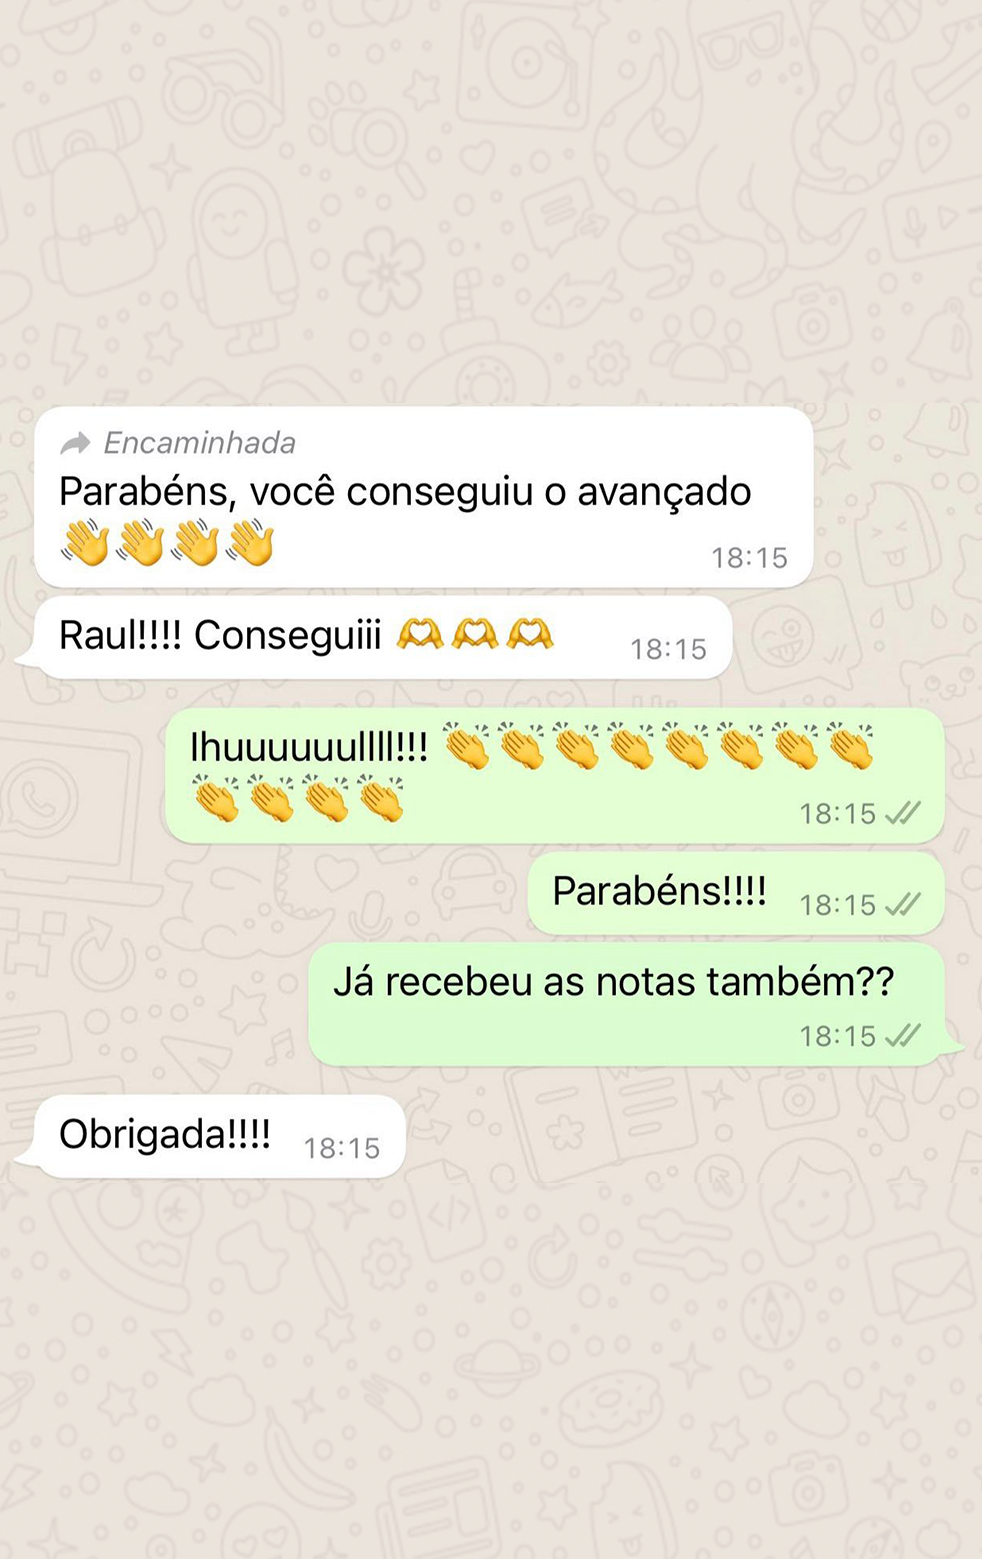 Encaminhada
Parabéns, você conseguiu o avançado
👋👋👋👋
18:15
Raul!!!! Conseguiii 🫶🫶🫶 18:15
Ihuuuuuullll!!! 👏👏👏👏👏👏👏👏
👏👏👏👏
18:15
Parabéns!!!! 18:15
Já recebeu as notas também??
18:15
Obrigada!!!! 18:15